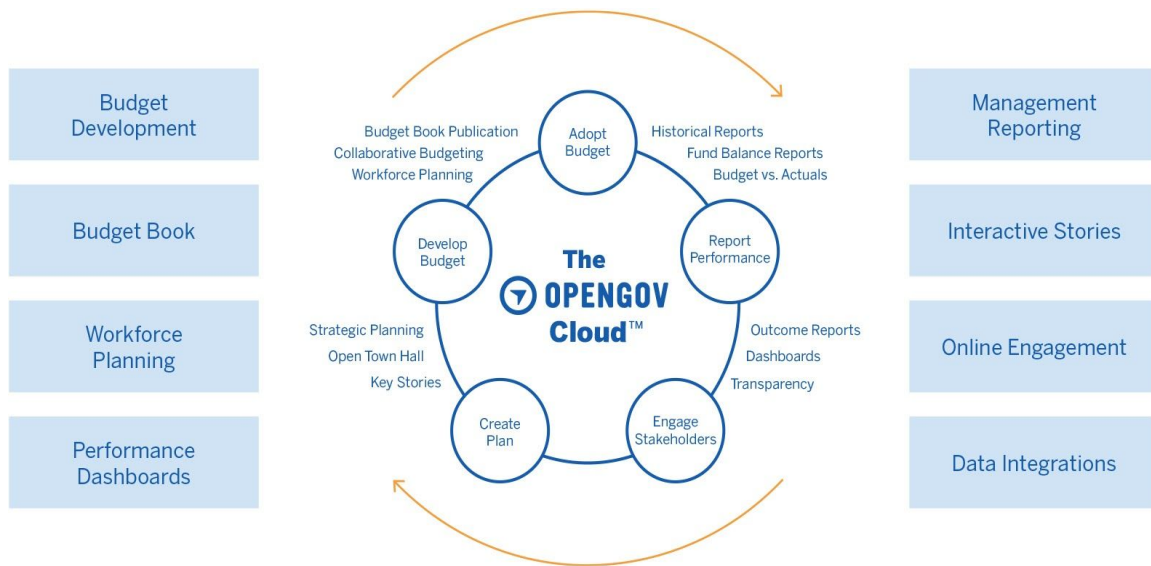 Budget
Development
Budget Book
Workforce
Planning
Performance
Dashboards
Budget Book Publication
Collaborative Budgeting
Workforce Planning
Adopt
Budget
Historical Reports
Fund Balance Reports
Budget vs. Actuals
Develop
Budget
The
OPENGOV
Cloud™
Report
Performance
Strategic Planning
Open Town Hall
Key Stories
Outcome Reports
Dashboards
Transparency
Create
Plan
Engage
Stakeholders
Management
Reporting
Interactive Stories
Online Engagement
Data Integrations